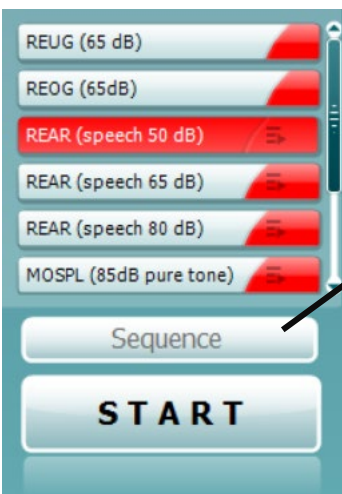 REUG (65 dB)
REOG (65dB)
REAR (speech 50 dB)
REAR (speech 65 dB)
REAR (speech 80 dB)
MOSPL (85dB pure tone)
Sequence
START